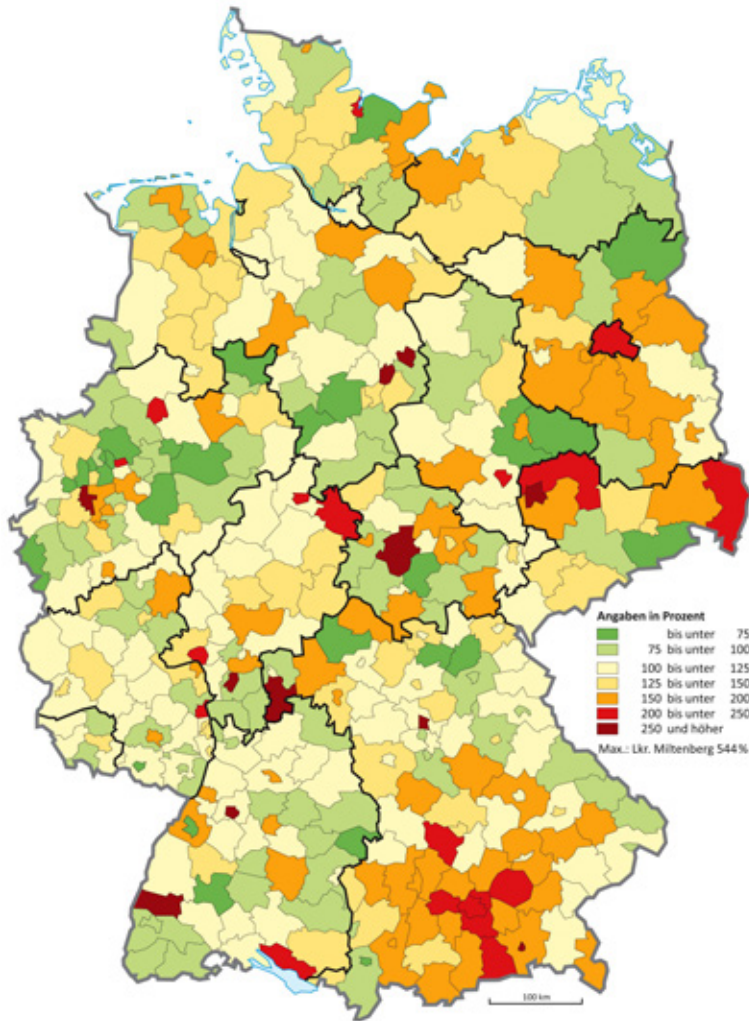 Angaben in Prozent
bis unter 75
75 bis unter 100
100 bis unter 125
125 bis unter 150
150 bis unter 200
200 bis unter 250
250 und höher
Max.: Lkr. Miltenberg 544%
100 km